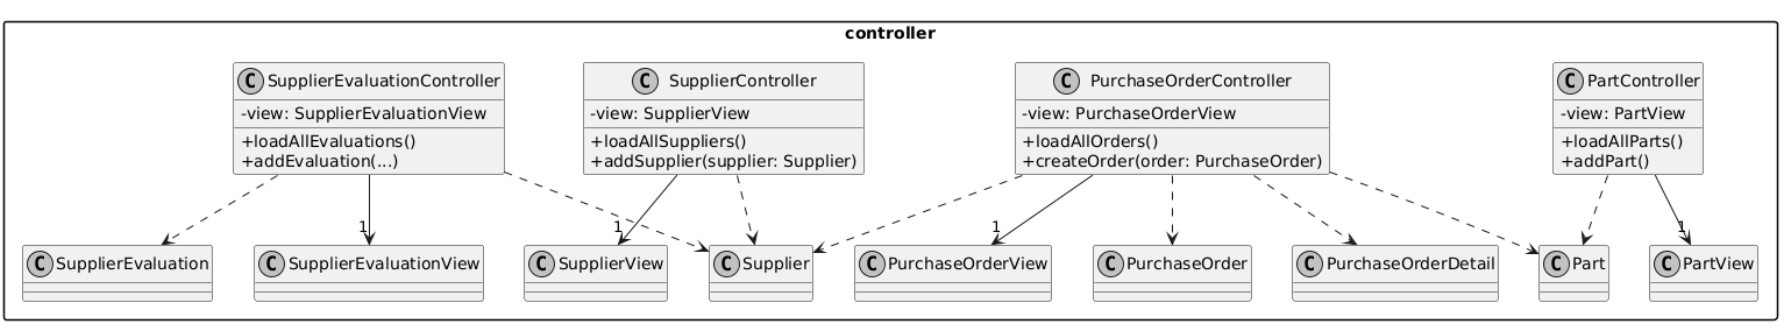 controller
C SupplierEvaluationController
-view: SupplierEvaluationView
+loadAllEvaluations()
+addEvaluation(...)
C SupplierController
-view: SupplierView
+loadAllSuppliers()
+addSupplier(supplier: Supplier)
C PurchaseOrderController
-view: PurchaseOrderView
+loadAllOrders()
+createOrder(order: PurchaseOrder)
C PartController
-view: PartView
+loadAllParts()
+addPart()
1
1
1
1
C SupplierEvaluation
C SupplierEvaluationView
C SupplierView
C Supplier
C PurchaseOrderView
C PurchaseOrder
C PurchaseOrderDetail
C Part
C PartView